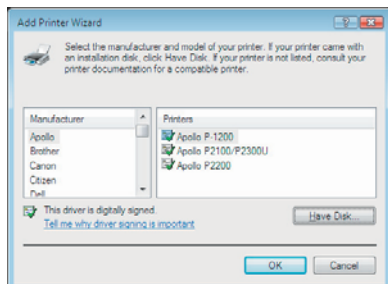 Add Printer Wizard
Select the manufacturer and model of your printer. If your printer came with
an installation disk, click Have Disk. If your printer is not listed, consult your
printer documentation for a compatible printer.
Manufacturer
Apollo
Brother
Canon
Citizen
Dell
Printers
Apollo P-1200
Apollo P2100/P2300U
Apollo P2200
This driver is digitally signed.
Tell me why driver signing is important
Have Disk...
OK
Cancel